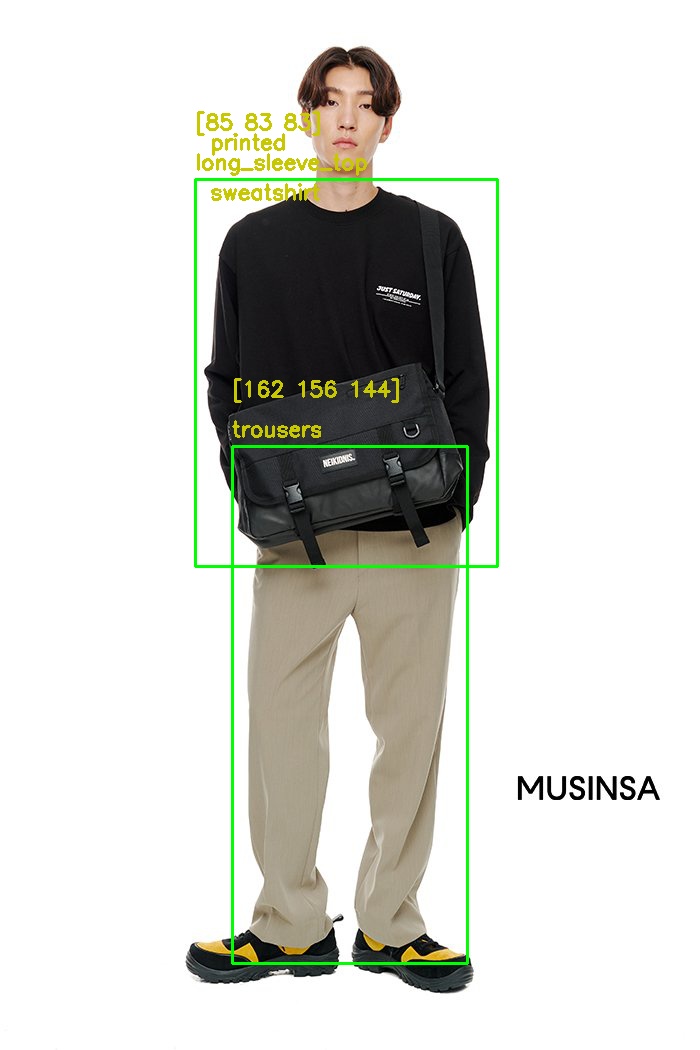 [85 83 83]
printed
long_sleeve_top
sweatshirt
JUST SATURDAY.
[162 156 144]
trousers
NEIKIDNIS.
MUSINSA